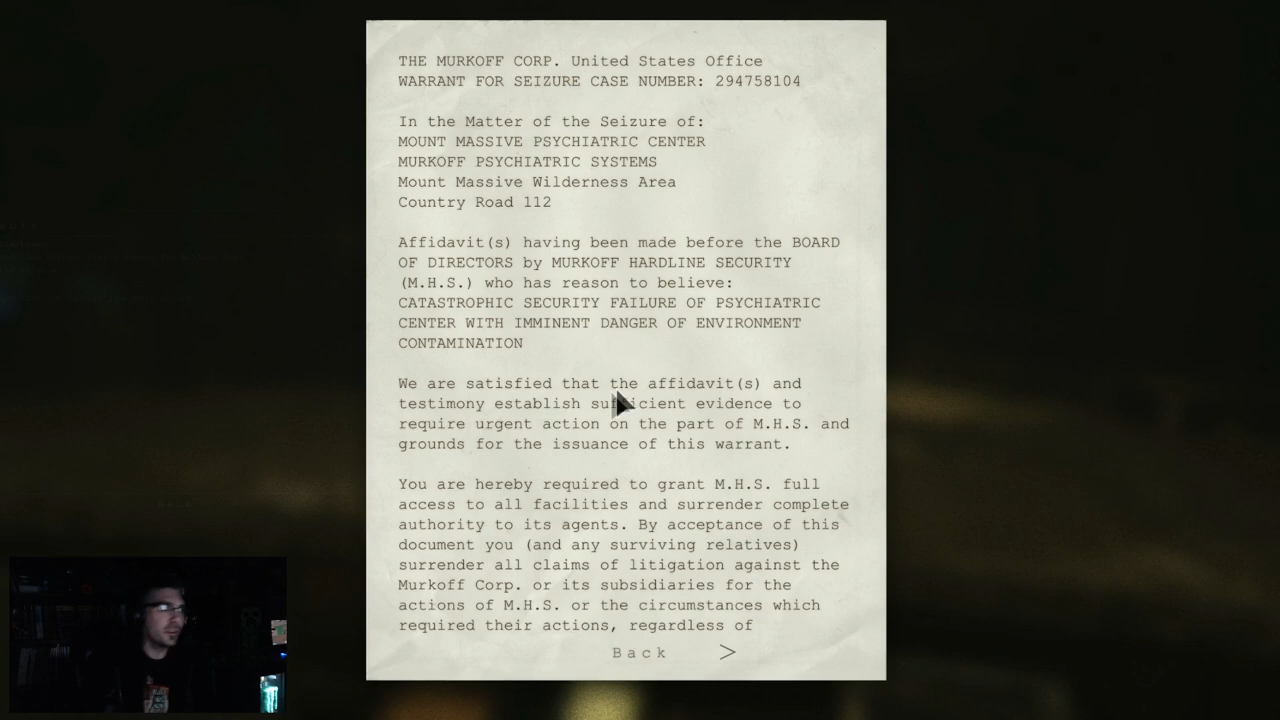 THE MURKOFF CORP. United States Office
WARRANT FOR SEIZURE CASE NUMBER: 294758104
In the Matter of the Seizure of:
MOUNT MASSIVE PSYCHIATRIC CENTER
MURKOFF PSYCHIATRIC SYSTEMS
Mount Massive Wilderness Area
Country Road 112
Affidavit(s) having been made before the BOARD
OF DIRECTORS by MURKOFF HARDLINE SECURITY
(M.H.S.) who has reason to believe:
CATASTROPHIC SECURITY FAILURE OF PSYCHIATRIC
CENTER WITH IMMINENT DANGER OF ENVIRONMENT
CONTAMINATION
We are satisfied that the affidavit(s) and
testimony establish sufficient evidence to
require urgent action on the part of M.H.S. and
grounds for the issuance of this warrant.
You are hereby required to grant M.H.S. full
access to all facilities and surrender complete
authority to its agents. By acceptance of this
document you (and any surviving relatives)
surrender all claims of litigation against the
Murkoff Corp. or its subsidiaries for the
actions of M.H.S. or the circumstances which
required their actions, regardless of
Back >